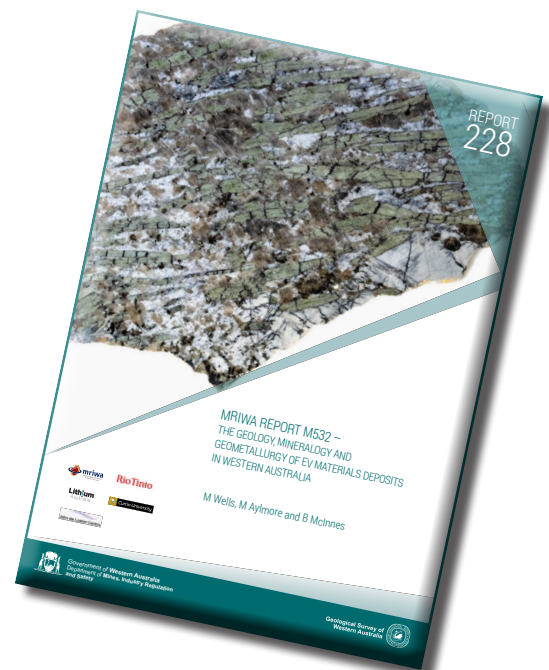 REPORT
228
MRIWA REPORT M532 –
THE GEOLOGY, MINERALOGY AND
GEOMETALLURGY OF EV MATERIALS DEPOSITS
IN WESTERN AUSTRALIA
M Wells, M Aylmore and B McInnes
mriwa
RioTinto
Lithium
Australia
Curtin University
Government of Western Australia
Department of Mines, Industry Regulation
and Safety
Geological Survey of
Western Australia